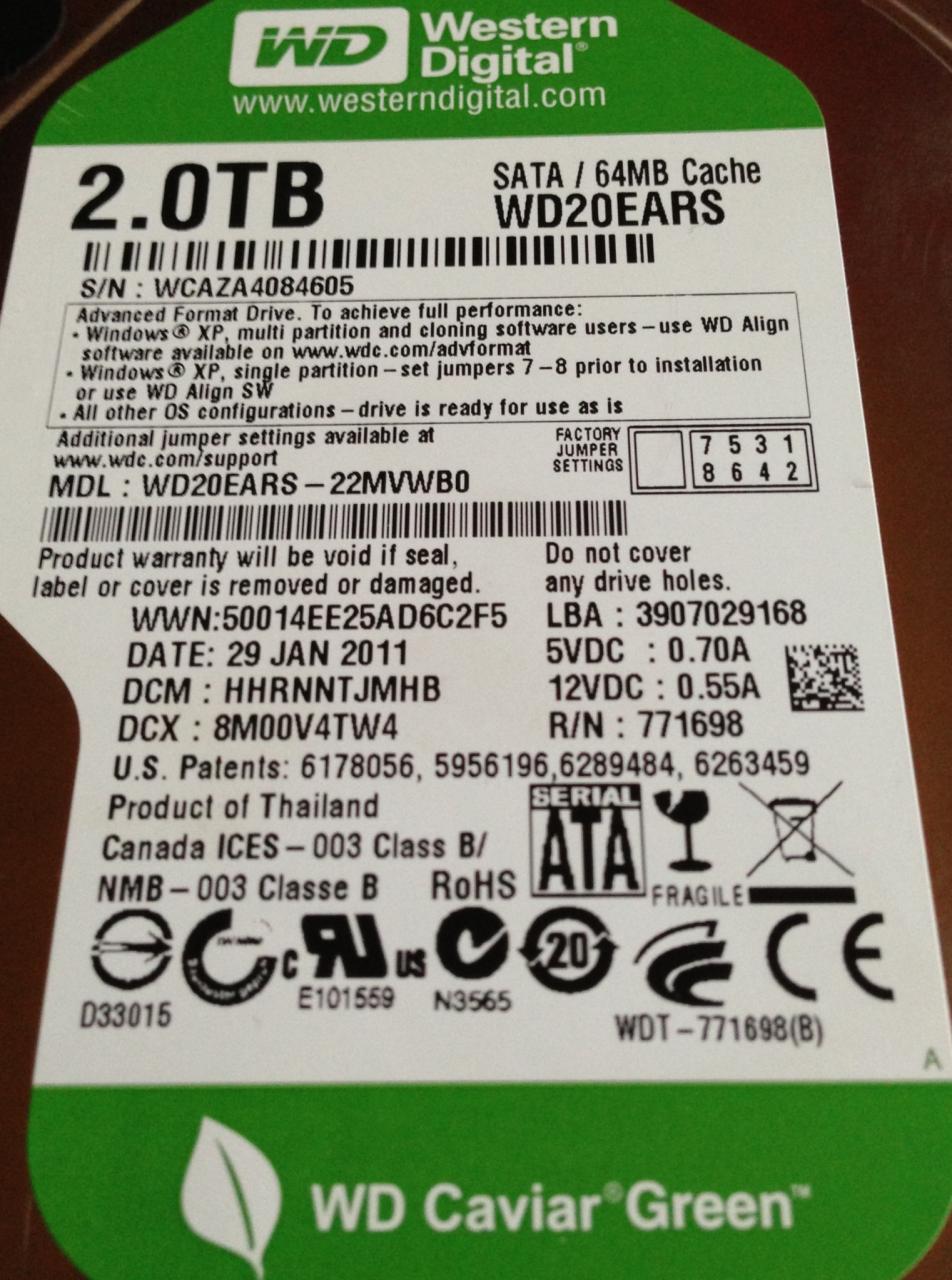 WD Western
Digital®
www.westerndigital.com
2.0TB
SATA / 64MB Cache
WD20EARS
S/N : WCAZA4084605
Advanced Format Drive. To achieve full performance:
• Windows® XP, multi partition and cloning software users – use WD Align
software available on www.wdc.com/advformat
• Windows® XP, single partition – set jumpers 7 – 8 prior to installation
or use WD Align SW
• All other OS configurations – drive is ready for use as is
Additional jumper settings available at
www.wdc.com/support
FACTORY
JUMPER
SETTINGS
7 5 3 1
8 6 4 2
MDL : WD20EARS – 22MVWB0
Product warranty will be void if seal,
label or cover is removed or damaged.
Do not cover
any drive holes.
WWN:50014EE25AD6C2F5
LBA : 3907029168
DATE: 29 JAN 2011
5VDC : 0.70A
DCM : HHRNNTJMHB
12VDC : 0.55A
DCX : 8M00V4TW4
R/N : 771698
U.S. Patents: 6178056, 5956196,6289484, 6263459
Product of Thailand
Canada ICES – 003 Class B/
NMB – 003 Classe B
RoHS
SERIAL
ATA
FRAGILE
D33015
C RU US
E101559
N3565
20
CE
WDT – 771698(B)
A
WD Caviar® Green™